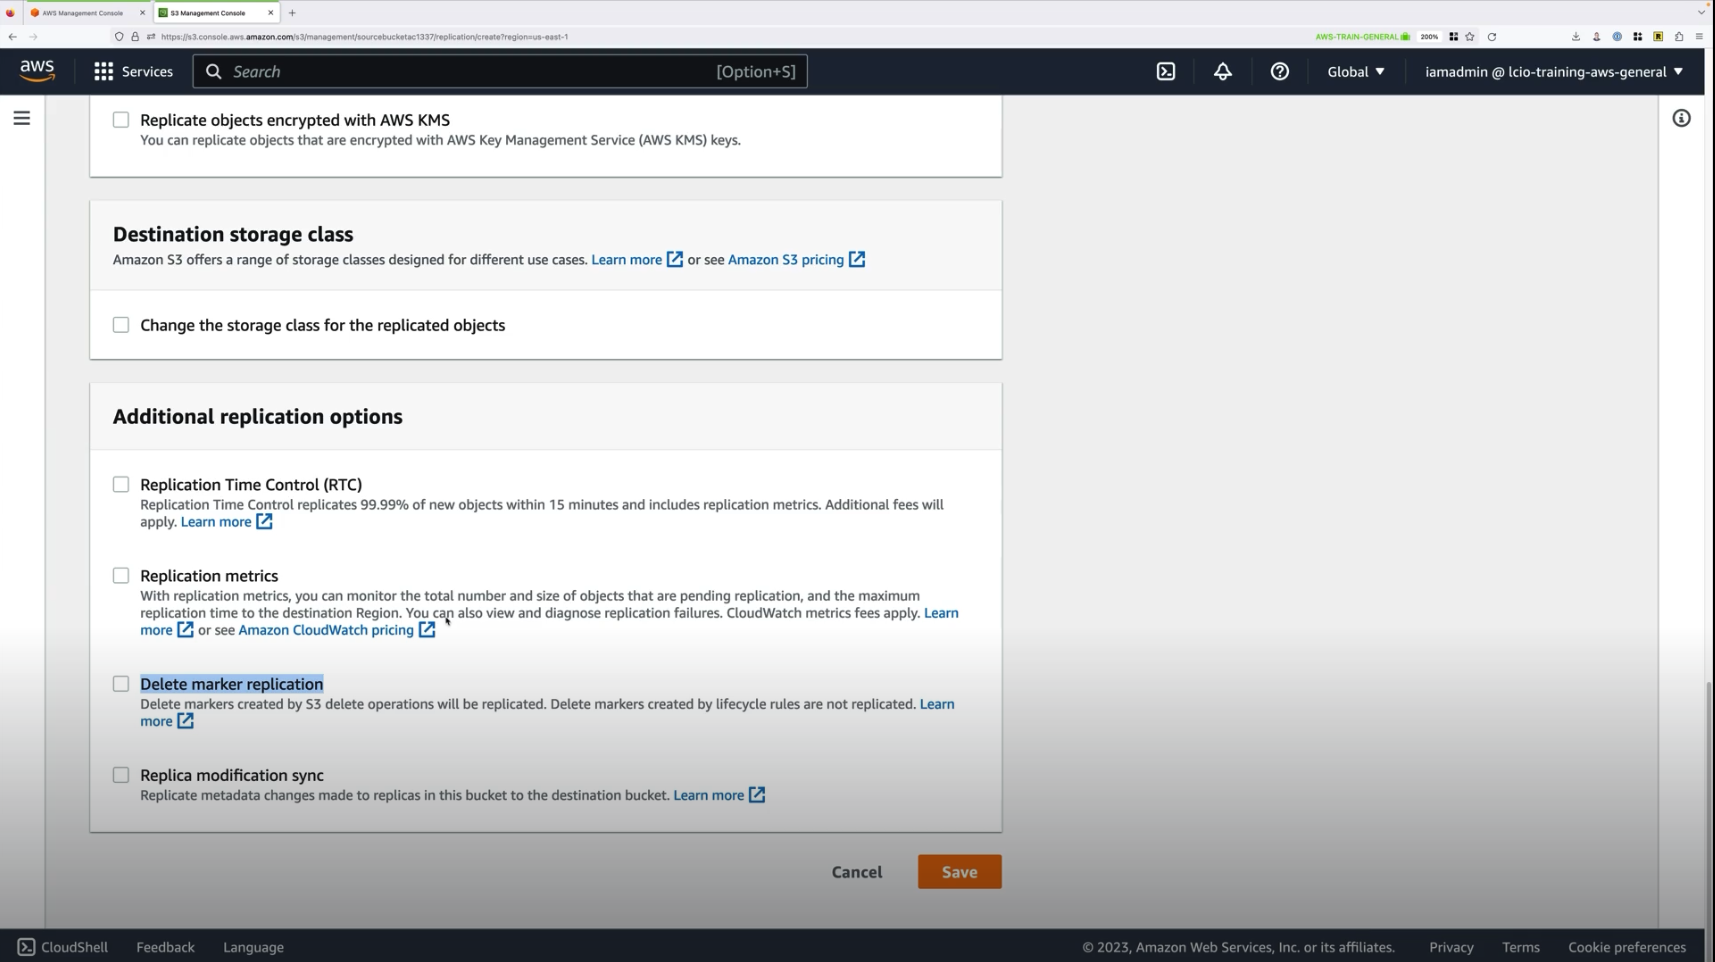 AWS Management Console
S3 Management Console
https://s3.console.aws.amazon.com/s3/management/sourcebucketac1337/replication/create?region=us-east-1
AWS-TRAIN-GENERAL
200%
aws
Services
Search
[Option+S]
Global
iamadmin @ lcio-training-aws-general
Replicate objects encrypted with AWS KMS
You can replicate objects that are encrypted with AWS Key Management Service (AWS KMS) keys.
Destination storage class
Amazon S3 offers a range of storage classes designed for different use cases. Learn more or see Amazon S3 pricing
Change the storage class for the replicated objects
Additional replication options
Replication Time Control (RTC)
Replication Time Control replicates 99.99% of new objects within 15 minutes and includes replication metrics. Additional fees will
apply. Learn more
Replication metrics
With replication metrics, you can monitor the total number and size of objects that are pending replication, and the maximum
replication time to the destination Region. You can also view and diagnose replication failures. CloudWatch metrics fees apply. Learn
more or see Amazon CloudWatch pricing
Delete marker replication
Delete markers created by S3 delete operations will be replicated. Delete markers created by lifecycle rules are not replicated. Learn
more
Replica modification sync
Replicate metadata changes made to replicas in this bucket to the destination bucket. Learn more
Cancel
Save
CloudShell
Feedback
Language
© 2023, Amazon Web Services, Inc. or its affiliates.
Privacy
Terms
Cookie preferences